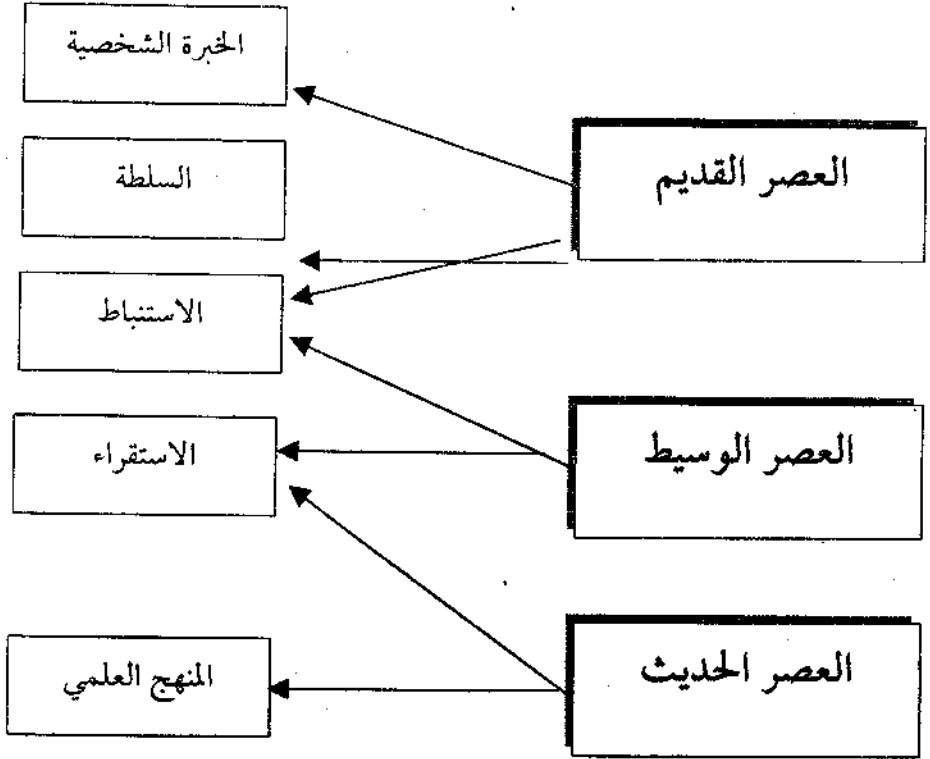 العصر القديم
العصر الوسيط
العصر الحديث
الخبرة الشخصية
السلطة
الاستنباط
الاستقراء
المنهج العلمي